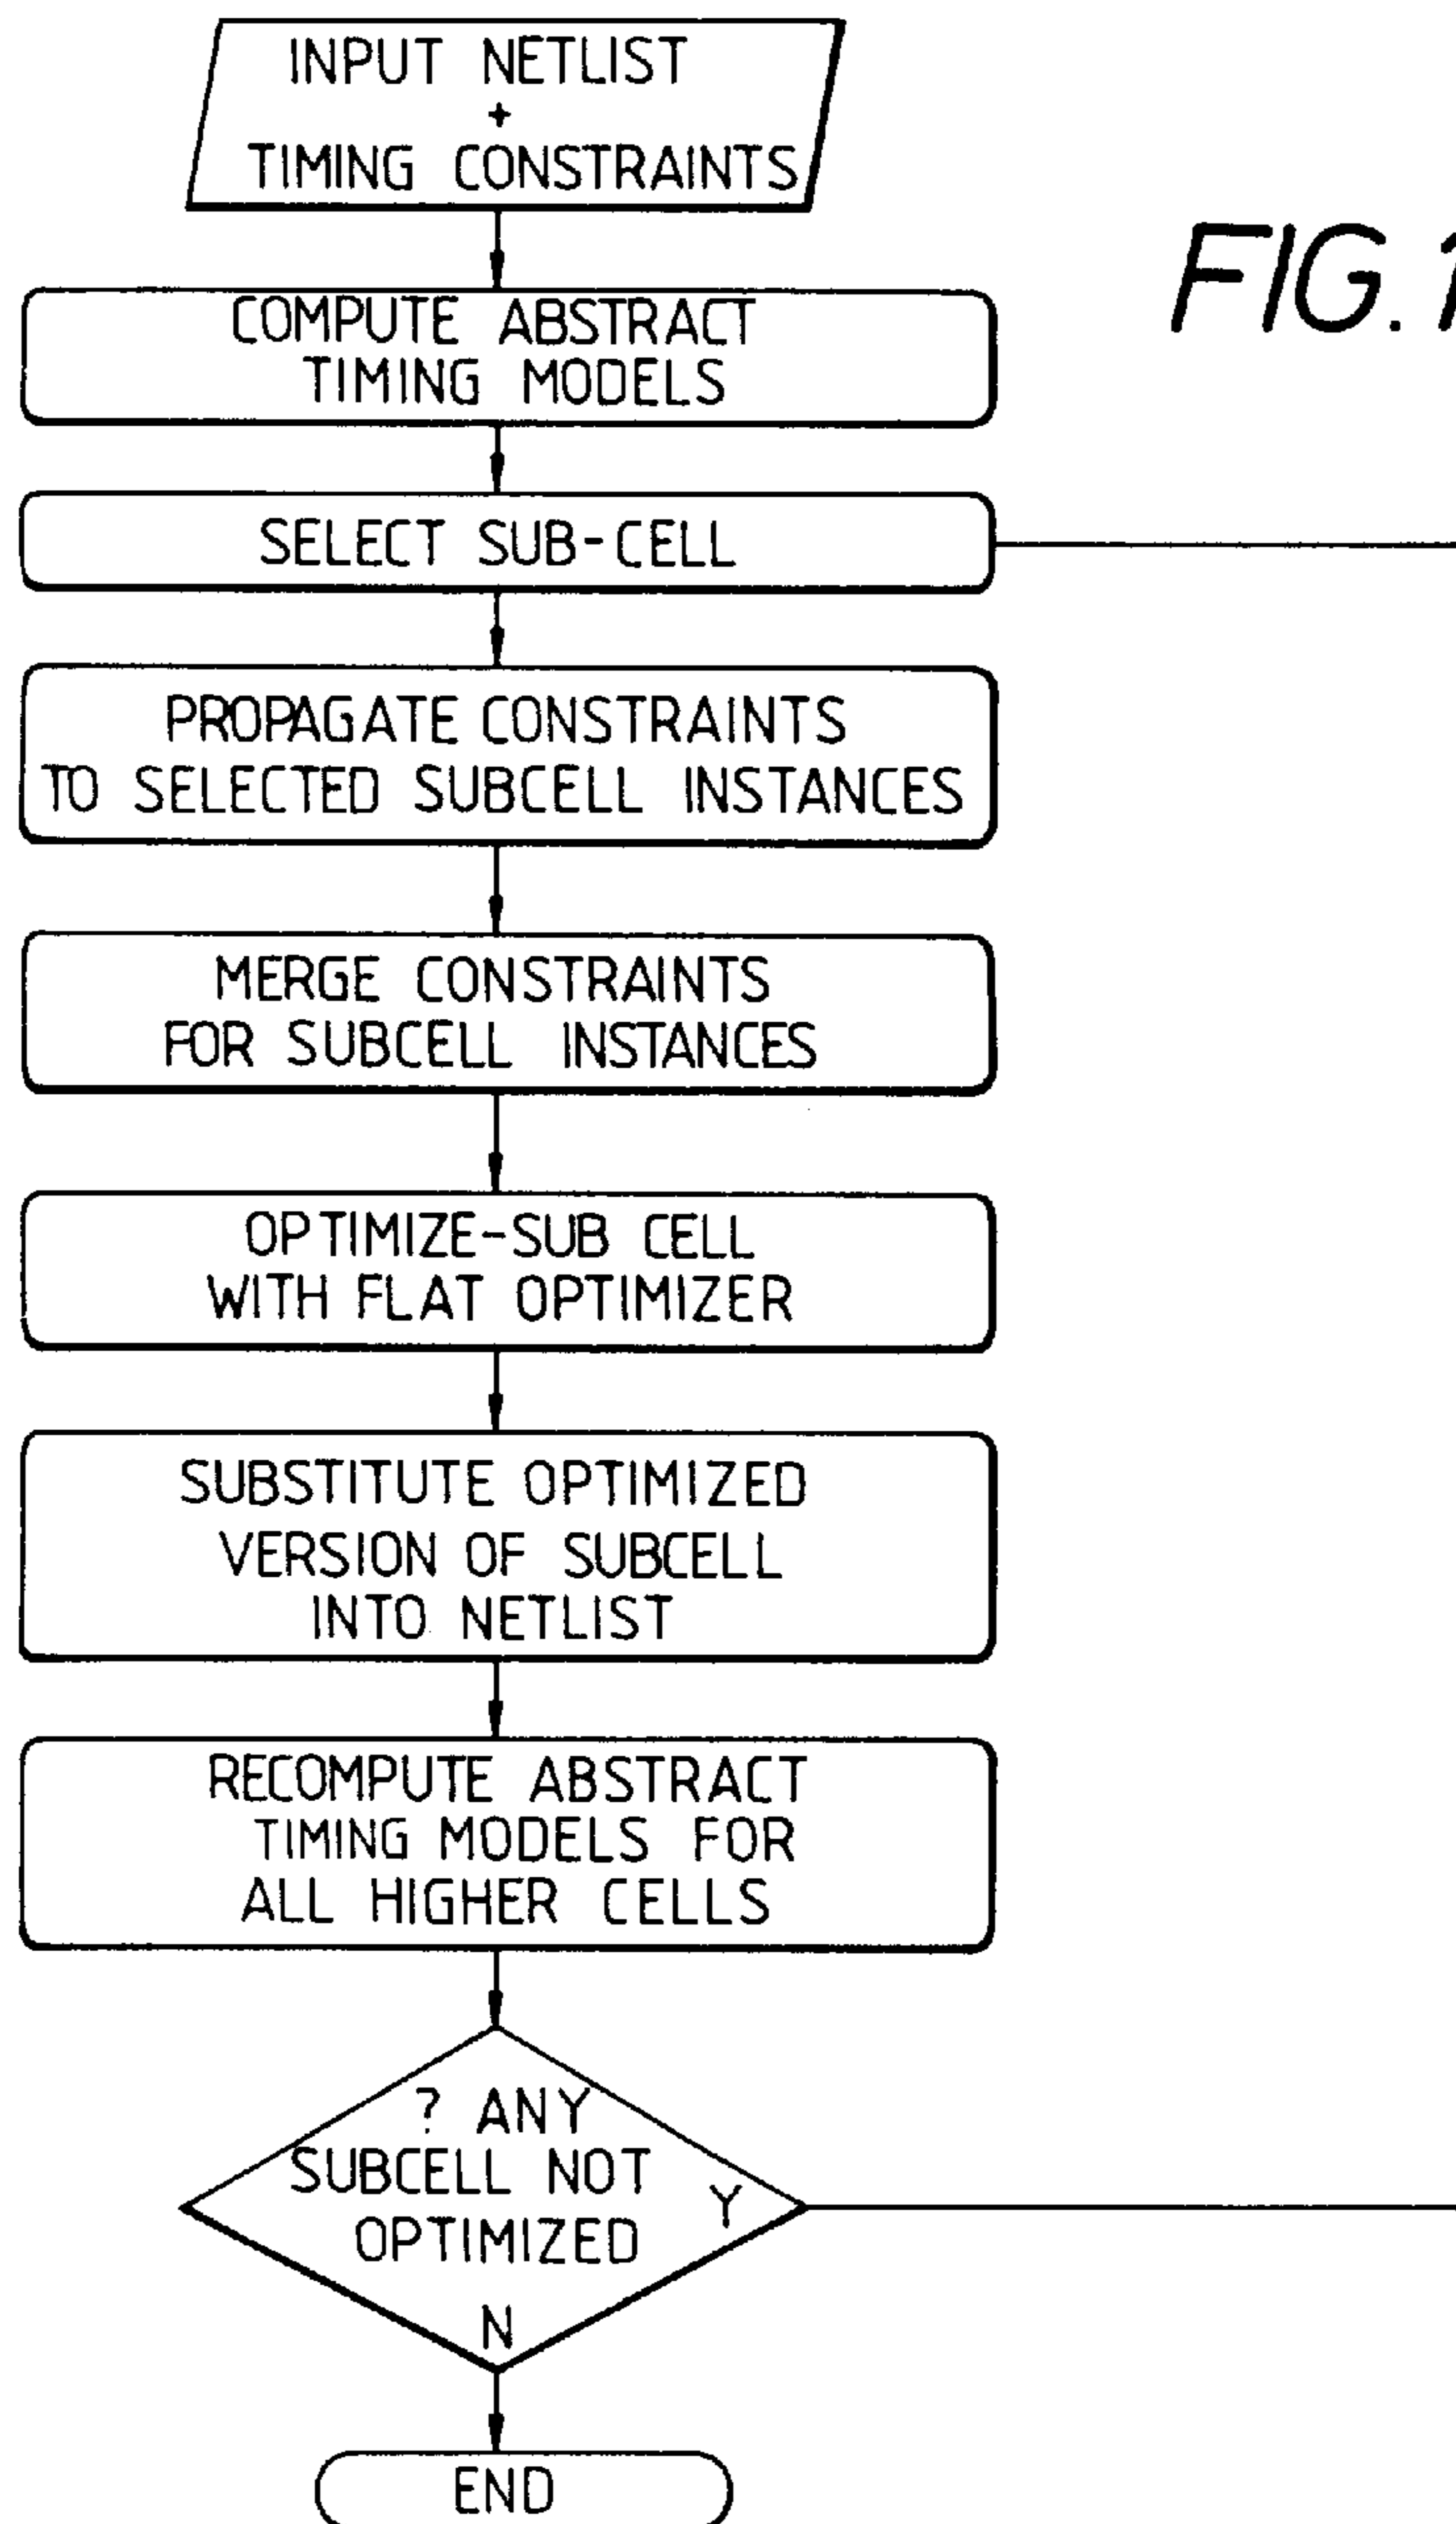 INPUT NETLIST
+
TIMING CONSTRAINTS
FIG.1
COMPUTE ABSTRACT
TIMING MODELS
SELECT SUB-CELL
PROPAGATE CONSTRAINTS
TO SELECTED SUBCELL INSTANCES
MERGE CONSTRAINTS
FOR SUBCELL INSTANCES
OPTIMIZE-SUB CELL
WITH FLAT OPTIMIZER
SUBSTITUTE OPTIMIZED
VERSION OF SUBCELL
INTO NETLIST
RECOMPUTE ABSTRACT
TIMING MODELS FOR
ALL HIGHER CELLS
? ANY
SUBCELL NOT
OPTIMIZED
Y
N
END